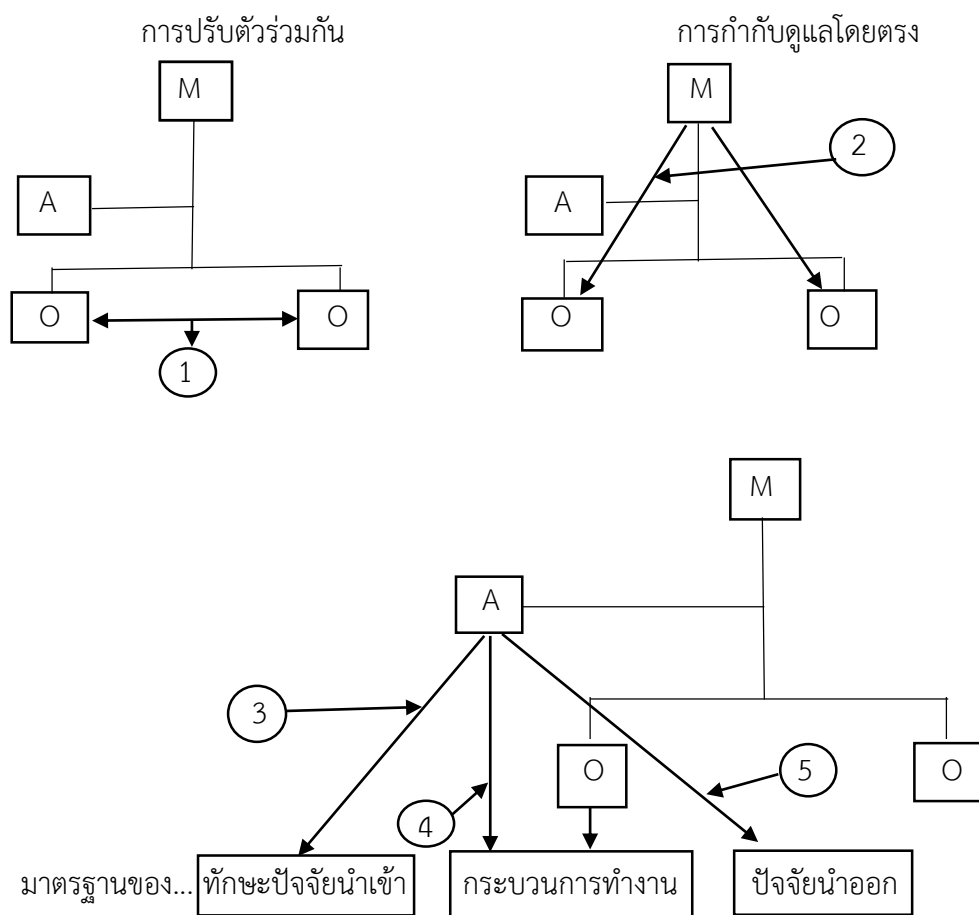 การปรับตัวร่วมกัน
การกำกับดูแลโดยตรง
M
M
2
A
A
O
O
O
O
1
M
A
3
O
5
O
4
มาตรฐานของ... ทักษะปัจจัยนำเข้า กระบวนการทำงาน ปัจจัยนำออก